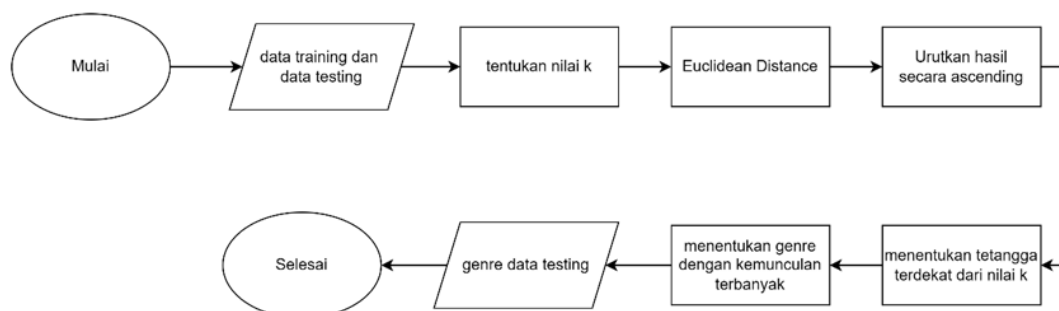 Mulai
data training dan
data testing
tentukan nilai k
Euclidean Distance
Urutkan hasil
secara ascending
menentukan tetangga
terdekat dari nilai k
menentukan genre
dengan kemunculan
terbanyak
genre data testing
Selesai